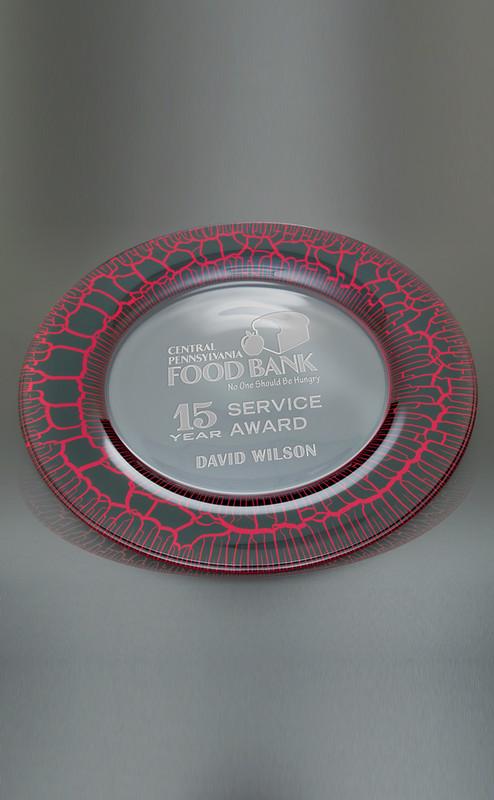 CENTRAL
PENNSYLVANIA
FOOD BANK
No One Should Be Hungry
15 SERVICE
YEAR AWARD
DAVID WILSON